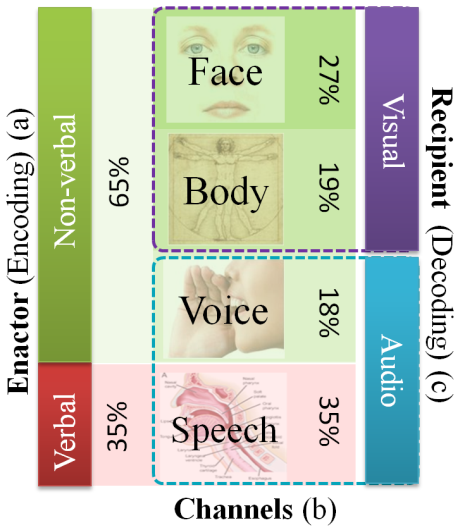 Enactor (Encoding) (a)
Non-verbal
65%
Verbal
35%
Face
27%
Body
19%
Voice
18%
Speech
35%
Visual
Audio
Recipient (Decoding) (c)
Channels (b)